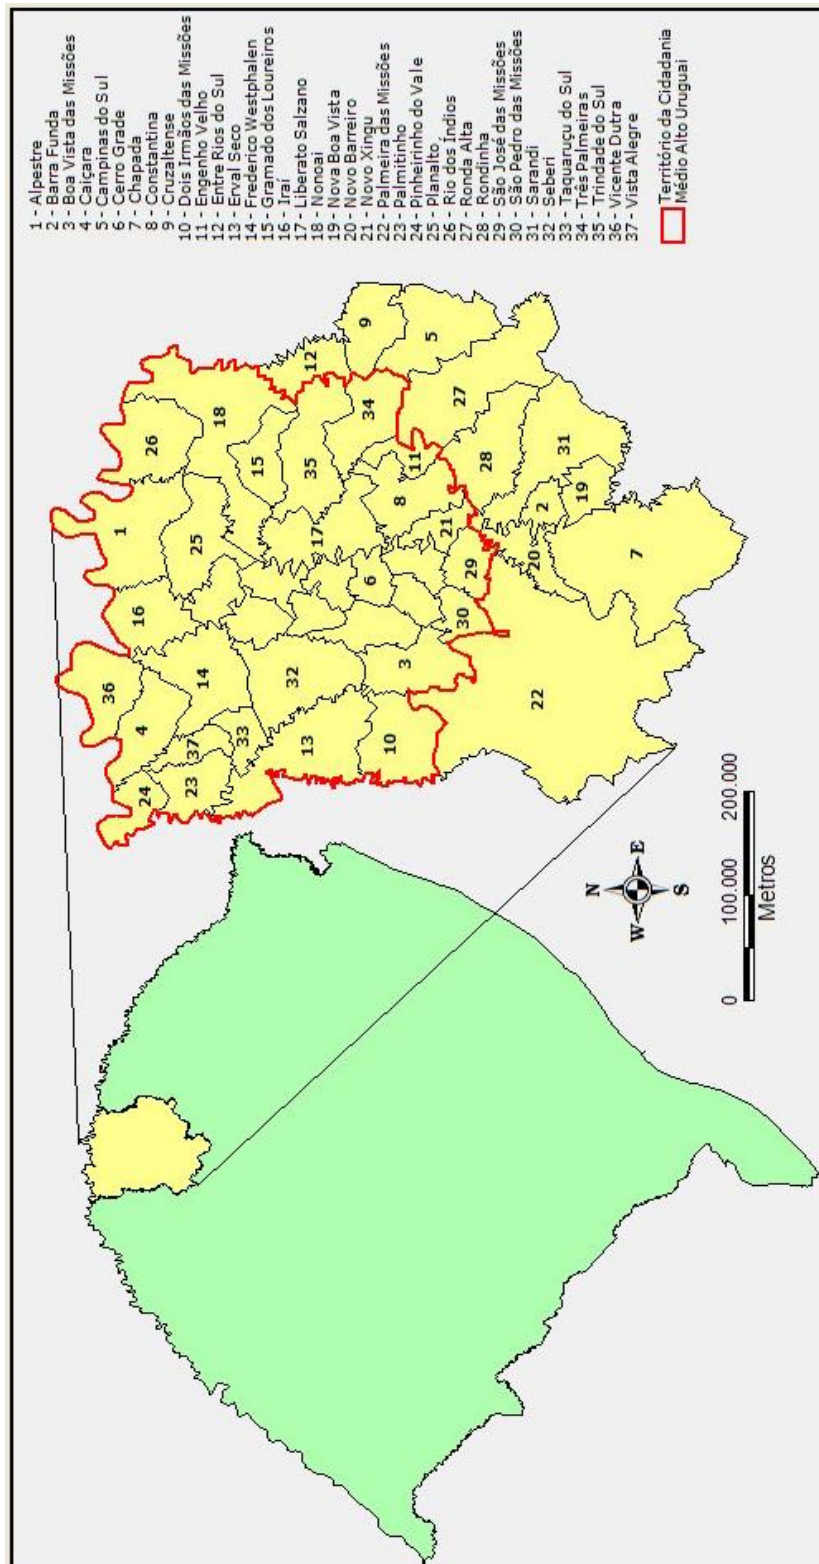 1 - Alpestre
2 - Barra Funda
3 - Boa Vista das Missões
4 - Caiçara
5 - Campinas do Sul
6 - Cerro Grade
7 - Chapada
8 - Constantina
9 - Cruzaltense
10 - Dois Irmãos das Missões
11 - Engenho Velho
12 - Entre Rios do Sul
13 - Erval Seco
14 - Frederico Westphalen
15 - Gramado dos Loureiros
16 - Iraí
17 - Liberato Salzano
18 - Nonoai
19 - Nova Boa Vista
20 - Novo Barreiro
21 - Novo Xingu
22 - Palmeira das Missões
23 - Palmitinho
24 - Pinheirinho do Vale
25 - Planalto
26 - Rio dos Índios
27 - Ronda Alta
28 - Rondinha
29 - São José das Missões
30 - São Pedro das Missões
31 - Sarandi
32 - Seberi
33 - Taquaruçu do Sul
34 - Três Palmeiras
35 - Trindade do Sul
36 - Vicente Dutra
37 - Vista Alegre
Território da Cidadania
Médio Alto Uruguai
36
1
26
16
4
24
25
18
14
37
23
33
15
12
32
17
35
13
9
6
34
8
10
3
11
5
21
29
30
27
28
2
20
31
19
22
7
N
W
E
S
0
100.000
200.000
Metros